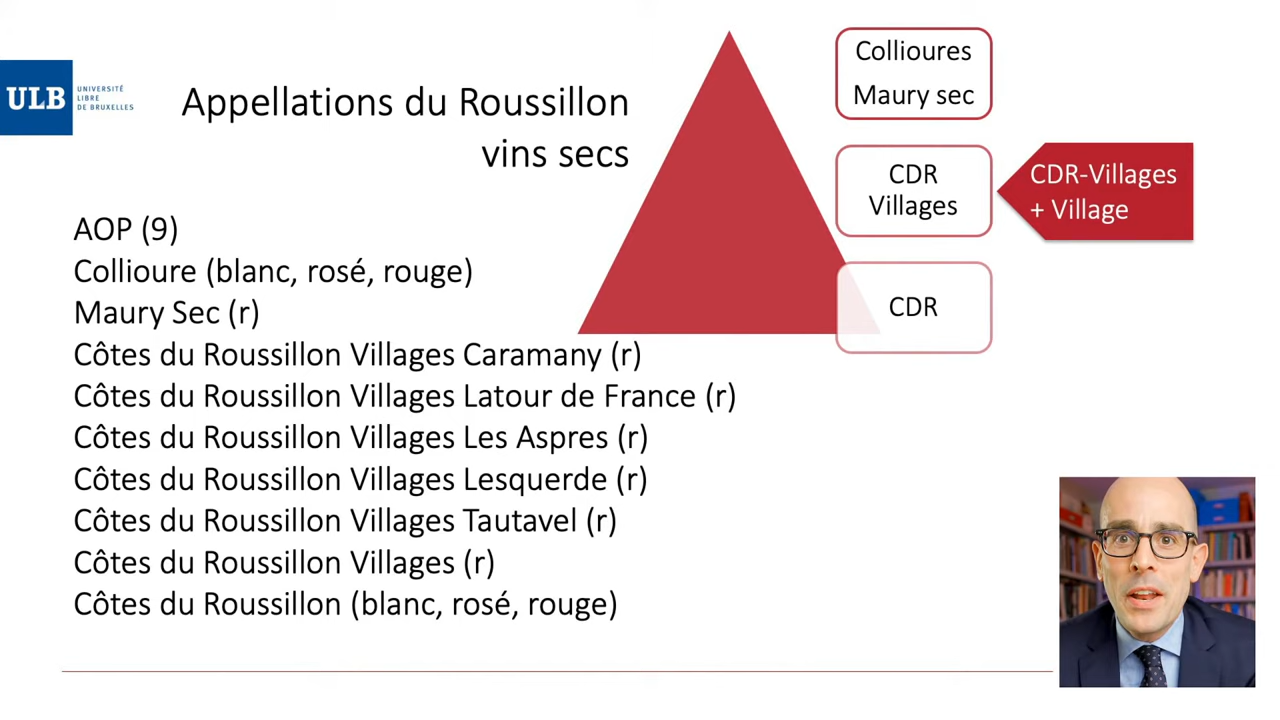 ULB
UNIVERSITÉ
LIBRE
DE BRUXELLES
Appellations du Roussillon
vins secs
AOP (9)
Collioure (blanc, rosé, rouge)
Maury Sec (r)
Côtes du Roussillon Villages Caramany (r)
Côtes du Roussillon Villages Latour de France (r)
Côtes du Roussillon Villages Les Aspres (r)
Côtes du Roussillon Villages Lesquerde (r)
Côtes du Roussillon Villages Tautavel (r)
Côtes du Roussillon Villages (r)
Côtes du Roussillon (blanc, rosé, rouge)
Collioures
Maury sec
CDR
Villages
CDR-Villages
+ Village
CDR